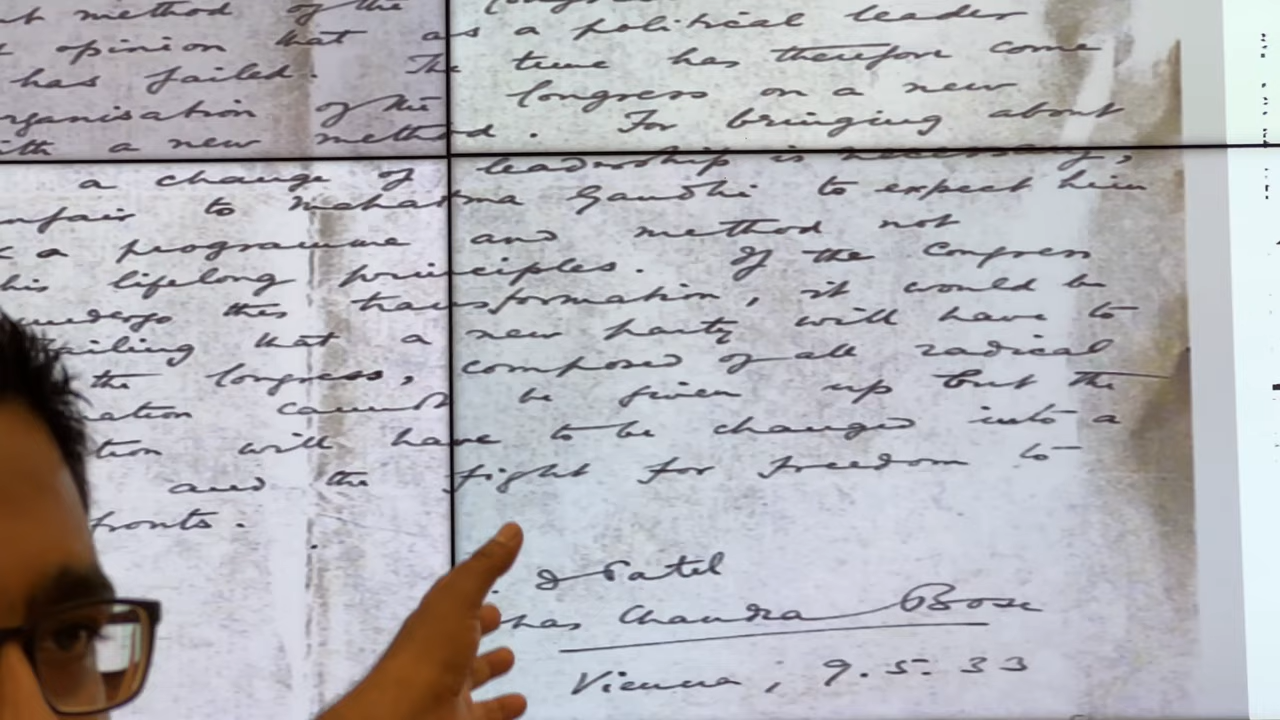 method of the Congress
opinion that as a political leader
has failed. The time has therefore come
rganisation of the Congress on a new
ith a new method. For bringing about
a change of leadership is necessary,
nfair to Mahatma Gandhi to expect him
a programme and method not
his lifelong principles. If the Congress
undergo this transformation, it would be
ailing that a new party will have to
the Congress, composed of all radical
ation cannot be given up but the
tion will have to be changed into a
and the fight for freedom to
fronts.
J Patel
has Chandra Bose
Vienna; 9.5.33